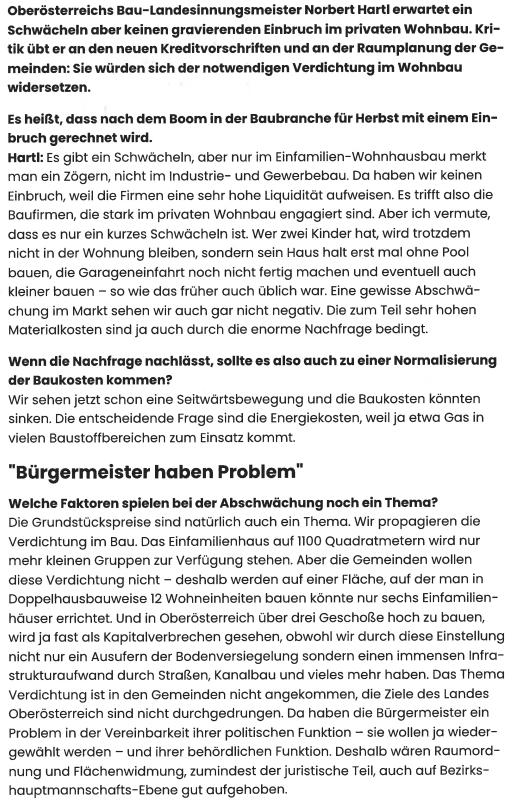 Oberösterreichs Bau-Landesinnungsmeister Norbert Hartl erwartet ein
Schwächeln aber keinen gravierenden Einbruch im privaten Wohnbau. Kri-
tik übt er an den neuen Kreditvorschriften und an der Raumplanung der Ge-
meinden: Sie würden sich der notwendigen Verdichtung im Wohnbau
widersetzen.
Es heißt, dass nach dem Boom in der Baubranche für Herbst mit einem Ein-
bruch gerechnet wird.
Hartl: Es gibt ein Schwächeln, aber nur im Einfamilien-Wohnhausbau merkt
man ein Zögern, nicht im Industrie- und Gewerbebau. Da haben wir keinen
Einbruch, weil die Firmen eine sehr hohe Liquidität aufweisen. Es trifft also die
Baufirmen, die stark im privaten Wohnbau engagiert sind. Aber ich vermute,
dass es nur ein kurzes Schwächeln ist. Wer zwei Kinder hat, wird trotzdem
nicht in der Wohnung bleiben, sondern sein Haus halt erst mal ohne Pool
bauen, die Garageneinfahrt noch nicht fertig machen und eventuell auch
kleiner bauen – so wie das früher auch üblich war. Eine gewisse Abschwä-
chung im Markt sehen wir auch gar nicht negativ. Die zum Teil sehr hohen
Materialkosten sind ja auch durch die enorme Nachfrage bedingt.
Wenn die Nachfrage nachlässt, sollte es also auch zu einer Normalisierung
der Baukosten kommen?
Wir sehen jetzt schon eine Seitwärtsbewegung und die Baukosten könnten
sinken. Die entscheidende Frage sind die Energiekosten, weil ja etwa Gas in
vielen Baustoffbereichen zum Einsatz kommt.
"Bürgermeister haben Problem"
Welche Faktoren spielen bei der Abschwächung noch ein Thema?
Die Grundstückspreise sind natürlich auch ein Thema. Wir propagieren die
Verdichtung im Bau. Das Einfamilienhaus auf 1100 Quadratmetern wird nur
mehr kleinen Gruppen zur Verfügung stehen. Aber die Gemeinden wollen
diese Verdichtung nicht – deshalb werden auf einer Fläche, auf der man in
Doppelhausbauweise 12 Wohneinheiten bauen könnte nur sechs Einfamilien-
häuser errichtet. Und in Oberösterreich über drei Geschoße hoch zu bauen,
wird ja fast als Kapitalverbrechen gesehen, obwohl wir durch diese Einstellung
nicht nur ein Ausufern der Bodenversiegelung sondern einen immensen Infra-
strukturaufwand durch Straßen, Kanalbau und vieles mehr haben. Das Thema
Verdichtung ist in den Gemeinden nicht angekommen, die Ziele des Landes
Oberösterreich sind nicht durchgedrungen. Da haben die Bürgermeister ein
Problem in der Vereinbarkeit ihrer politischen Funktion – sie wollen ja wieder-
gewählt werden – und ihrer behördlichen Funktion. Deshalb wären Raumord-
nung und Flächenwidmung, zumindest der juristische Teil, auch auf Bezirks-
hauptmannschafts-Ebene gut aufgehoben.